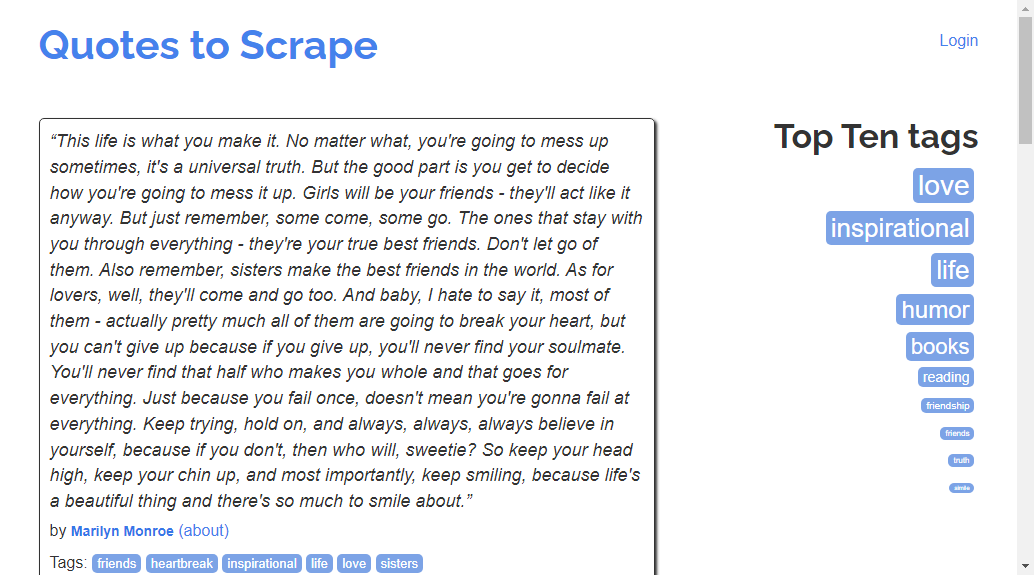 Quotes to Scrape
Login
“This life is what you make it. No matter what, you're going to mess up
sometimes, it's a universal truth. But the good part is you get to decide
how you're going to mess it up. Girls will be your friends - they'll act like it
anyway. But just remember, some come, some go. The ones that stay with
you through everything - they're your true best friends. Don't let go of
them. Also remember, sisters make the best friends in the world. As for
lovers, well, they'll come and go too. And baby, I hate to say it, most of
them - actually pretty much all of them are going to break your heart, but
you can't give up because if you give up, you'll never find your soulmate.
You'll never find that half who makes you whole and that goes for
everything. Just because you fail once, doesn't mean you're gonna fail at
everything. Keep trying, hold on, and always, always, always believe in
yourself, because if you don't, then who will, sweetie? So keep your head
high, keep your chin up, and most importantly, keep smiling, because life's
a beautiful thing and there's so much to smile about.”
by Marilyn Monroe (about)
Tags: friends heartbreak inspirational life love sisters
Top Ten tags
love
inspirational
life
humor
books
reading
friendship
friends
truth
simile